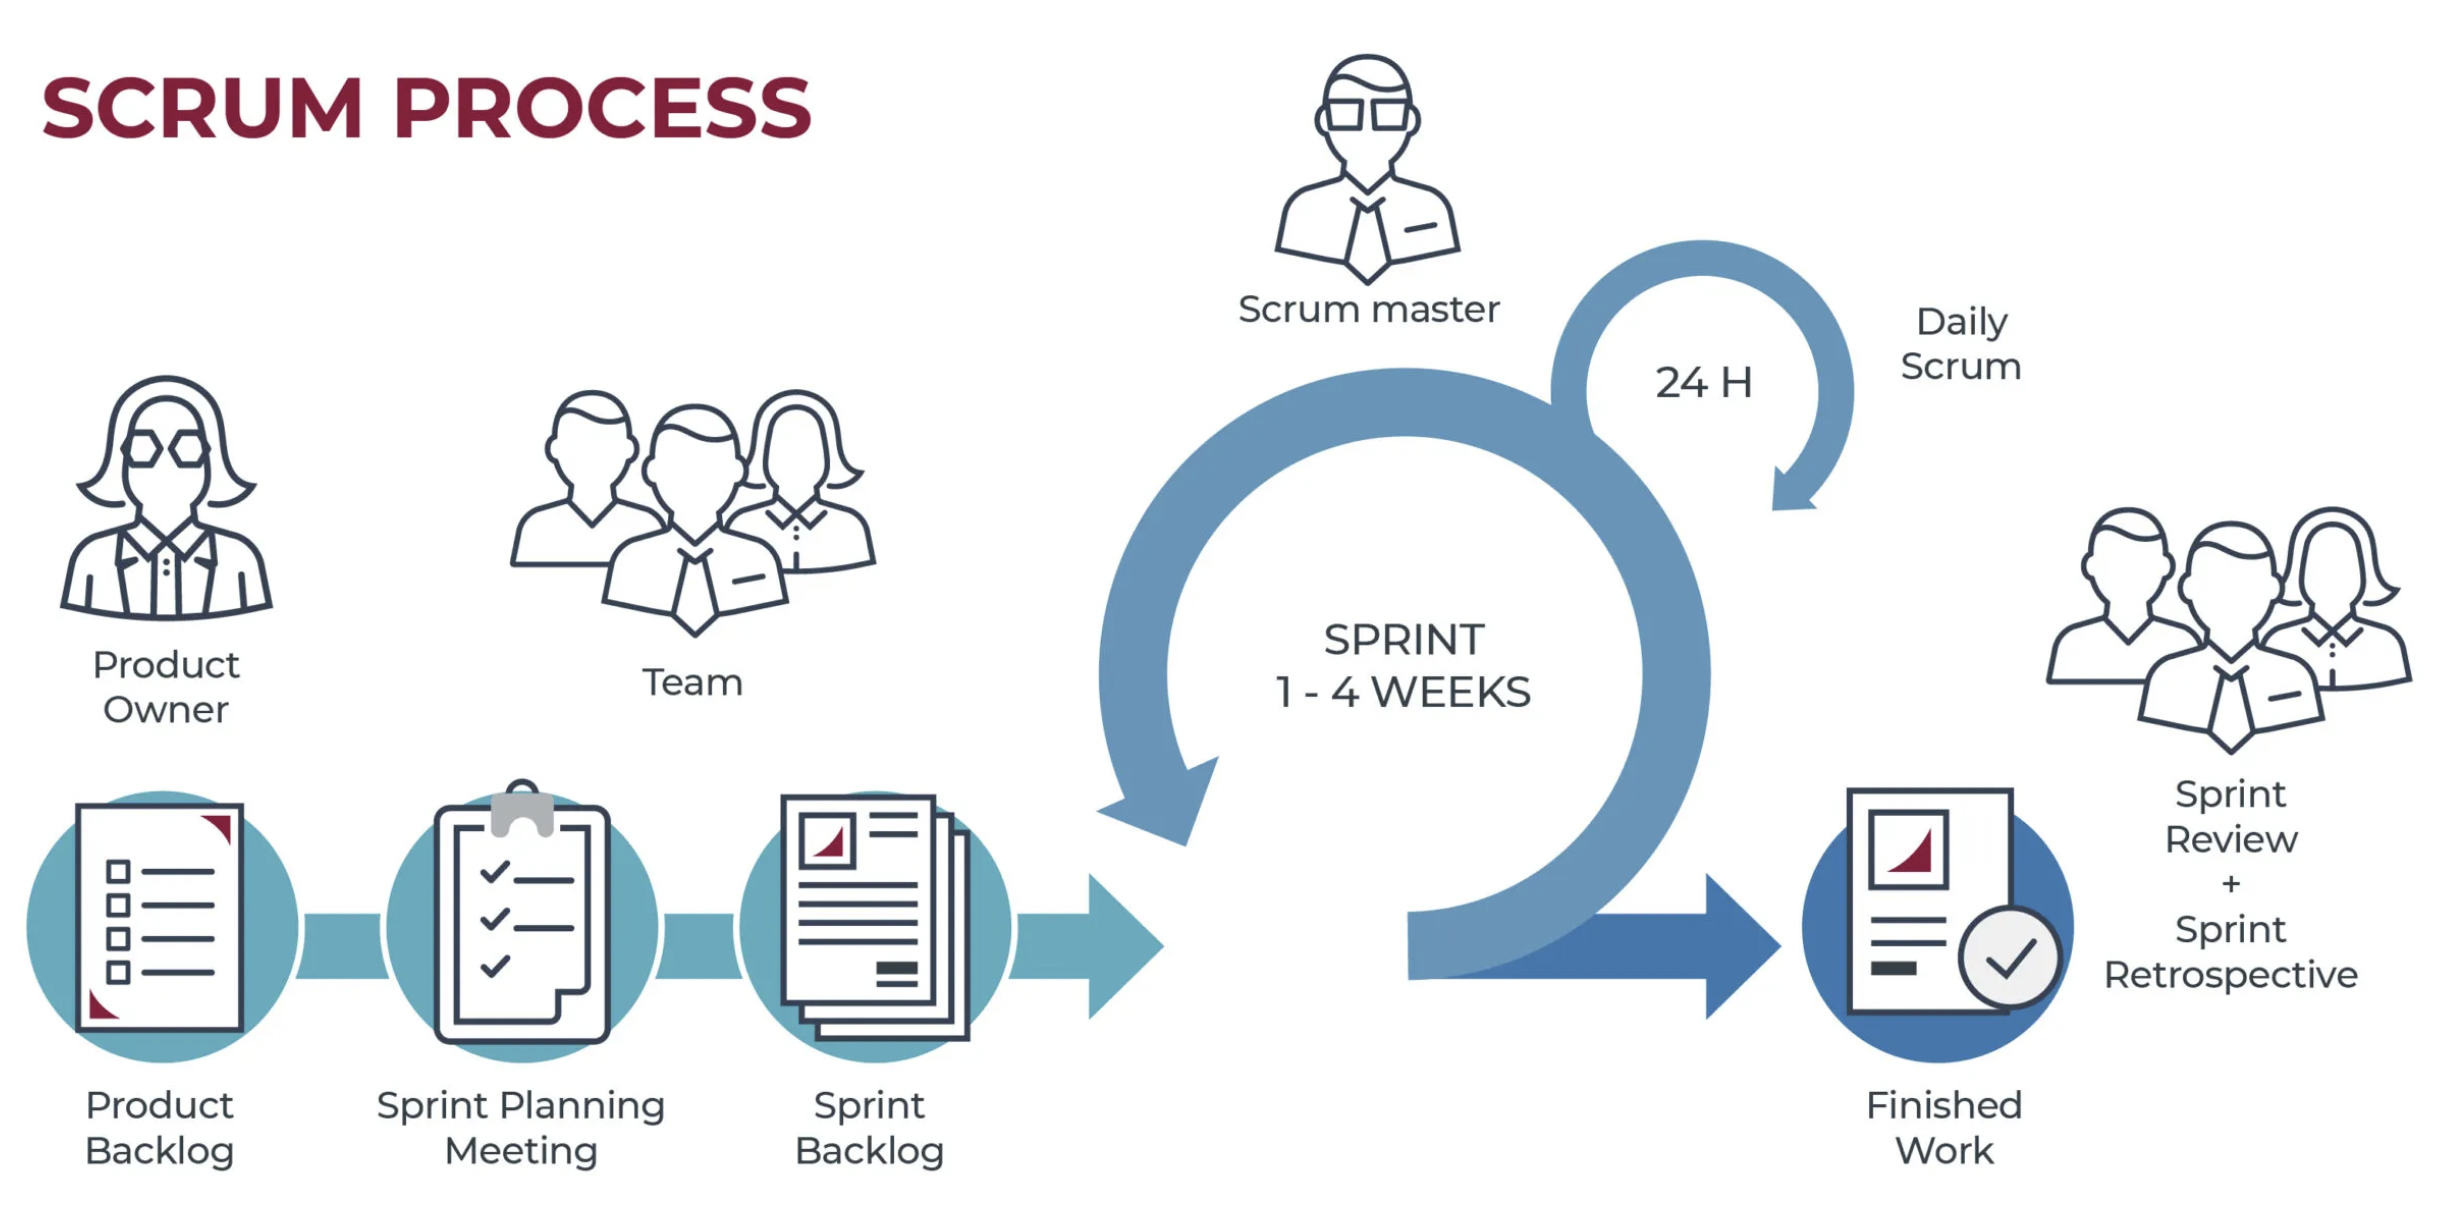 SCRUM PROCESS
Scrum master
Daily
Scrum
24 H
Product
Owner
Team
SPRINT
1 - 4 WEEKS
Sprint
Review
+
Sprint
Retrospective
Product
Backlog
Sprint Planning
Meeting
Sprint
Backlog
Finished
Work